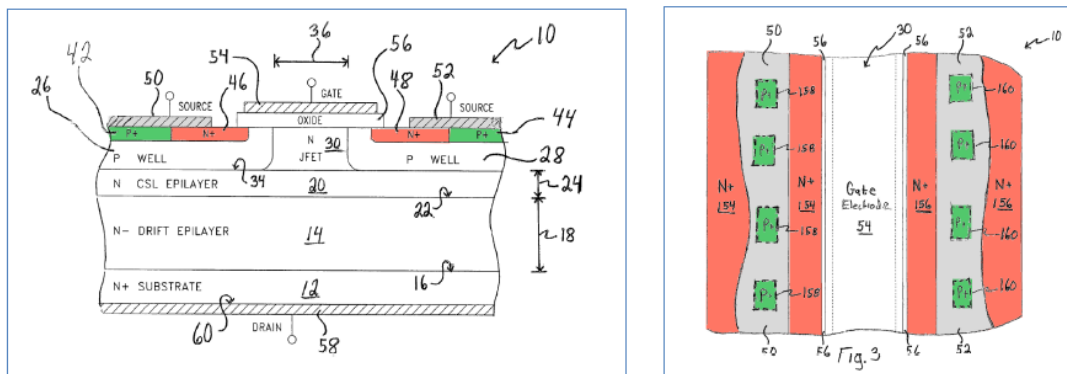 36
10
42
54
56
50
46
48
52
26
SOURCE
GATE
SOURCE
OXIDE
44
P+
N+
N
30
N+
P+
JFET
P WELL
34
P WELL
28
N CSL EPILAYER
20
24
22
N- DRIFT EPILAYER
14
18
16
N+ SUBSTRATE
12
60
DRAIN
58
50
56
30
56
52
10
P+
158
P+
160
P+
158
P+
160
N+
154
N+
154
Gate
Electrode
54
N+
156
N+
156
P+
158
P+
160
P+
158
P+
160
50
56
Fig. 3
56
52